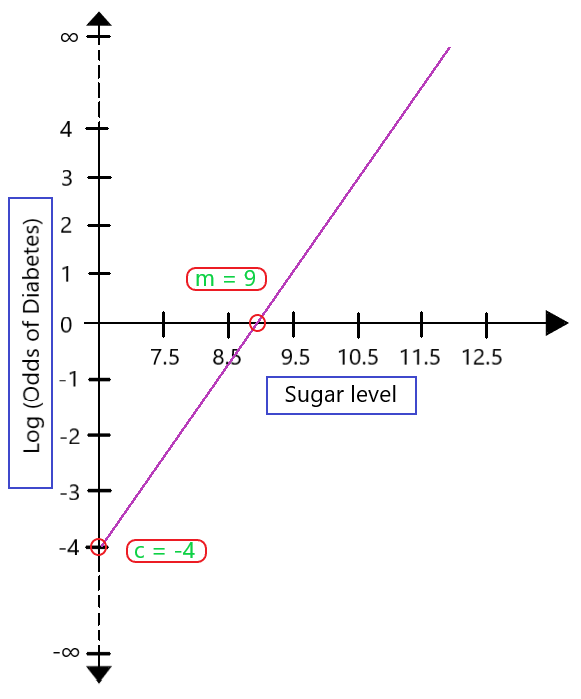 ∞
4
3
2
1
0
-1
-2
-3
-4
-∞
Log (Odds of Diabetes)
m = 9
7.5 8.5 9.5 10.5 11.5 12.5
Sugar level
c = -4